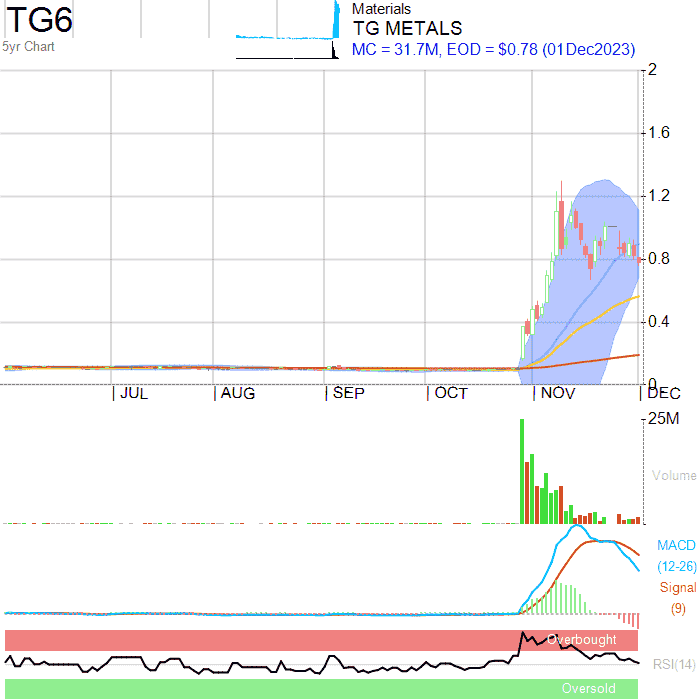 TG6
5yr Chart
Materials
TG METALS
MC = 31.7M, EOD = $0.78 (01Dec2023)
2
1.6
1.2
0.8
0.4
0
JUL AUG SEP OCT NOV DEC
25M
Volume
MACD
(12-26)
Signal
(9)
Overbought
RSI(14)
Oversold